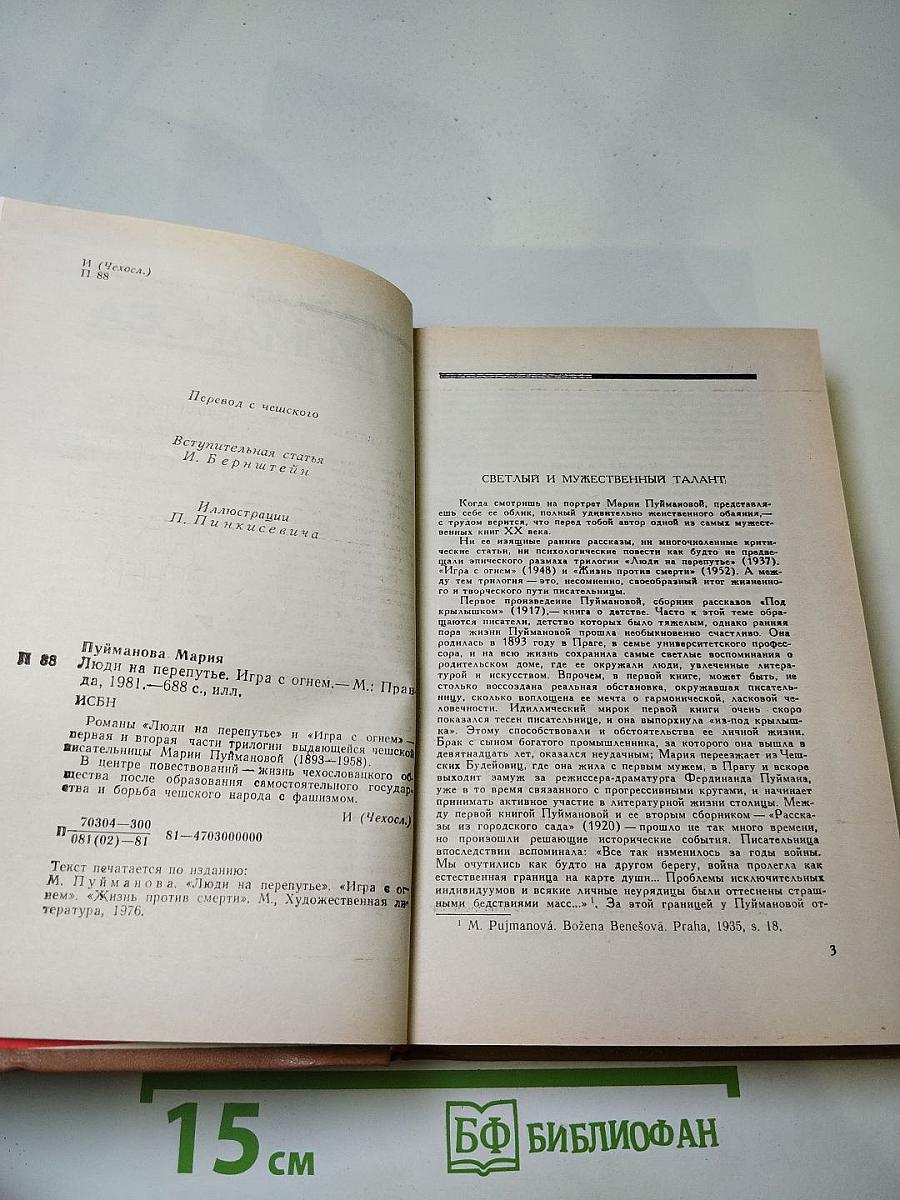 И (Чехосл.)
П 88
Перевод с чешского
Вступительная статья
И. Бернштейн
Иллюстрации
П. Пинкисевича
Пуйманова Мария
П 88 Люди на перепутье. Игра с огнем.— М.: Прав-
да, 1981.—688 с., илл.
ИСБН
Романы «Люди на перепутье» и «Игра с огнем» —
первая и вторая части трилогии выдающейся чешской
писательницы Марии Пуймановой (1893—1958).
В центре повествований — жизнь чехословацкого об-
щества после образования самостоятельного государ-
ства и борьба чешского народа с фашизмом.
И (Чехосл.)
70304—300
П 81—4703000000
081(02)—81
Текст печатается по изданию:
М. Пуйманова. «Люди на перепутье». «Игра с ог-
нем». «Жизнь против смерти». М., Художественная ли-
тература, 1976.
СВЕТЛЫЙ И МУЖЕСТВЕННЫЙ ТАЛАНТ
Когда смотришь на портрет Марии Пуймановой, представля-
ешь себе ее облик, полный удивительно женственного обаяния,—
с трудом верится, что перед тобой автор одной из самых мужест-
венных книг XX века.
Ни ее изящные ранние рассказы, ни многочисленные крити-
ческие статьи, ни психологические повести как будто не предве-
щали эпического размаха трилогии «Люди на перепутье» (1937).
«Игра с огнем» (1948) и «Жизнь против смерти» (1952). А меж-
ду тем трилогия — это, несомненно, своеобразный итог жизненно-
го и творческого пути писательницы.
Первое произведение Пуймановой, сборник рассказов «Под
крылышком» (1917),— книга о детстве. Часто к этой теме обра-
щаются писатели, детство которых было тяжелым, однако ранняя
пора жизни Пуймановой прошла необыкновенно счастливо. Она
родилась в 1893 году в Праге, в семье университетского профес-
сора, и на всю жизнь сохранила самые светлые воспоминания о
родительском доме, где ее окружали люди, увлеченные литера-
турой и искусством. Впрочем, в первой книге, может быть, не
столько воссоздана реальная обстановка, окружавшая писатель-
ницу, сколько воплощена ее мечта о гармонической, ласковой че-
ловечности. Идиллический мирок первой книги очень скоро
показался тесен писательнице, и она выпорхнула «из-под крылыш-
ка». Этому способствовали и обстоятельства ее личной жизни.
Брак с сыном богатого промышленника, за которого она вышла в
девятнадцать лет, оказался неудачным; Мария переезжает из Чеш-
ских Будейовиц, где она жила с первым мужем, в Прагу и вскоре
выходит замуж за режиссера-драматурга Фердинанда Пуймана,
уже в то время связанного с прогрессивными кругами, и начинает
принимать активное участие в литературной жизни столицы. Меж-
ду первой книгой Пуймановой и ее вторым сборником — «Расска-
зы из городского сада» (1920) — прошло не так много времени,
но произошли решающие исторические события. Писательница
впоследствии вспоминала: «Все так изменилось за годы войны.
Мы очутились как будто на другом берегу, война пролегла как
естественная граница на карте души... Проблемы исключительных
индивидуумов и всякие личные неурядицы были оттеснены страш-
ными бедствиями масс...» ¹. За этой границей у Пуймановой от-
¹ M. Pujmanová. Božena Benešová. Praha, 1935, s. 18.
3
15 см
БФ БИБЛИОФАН